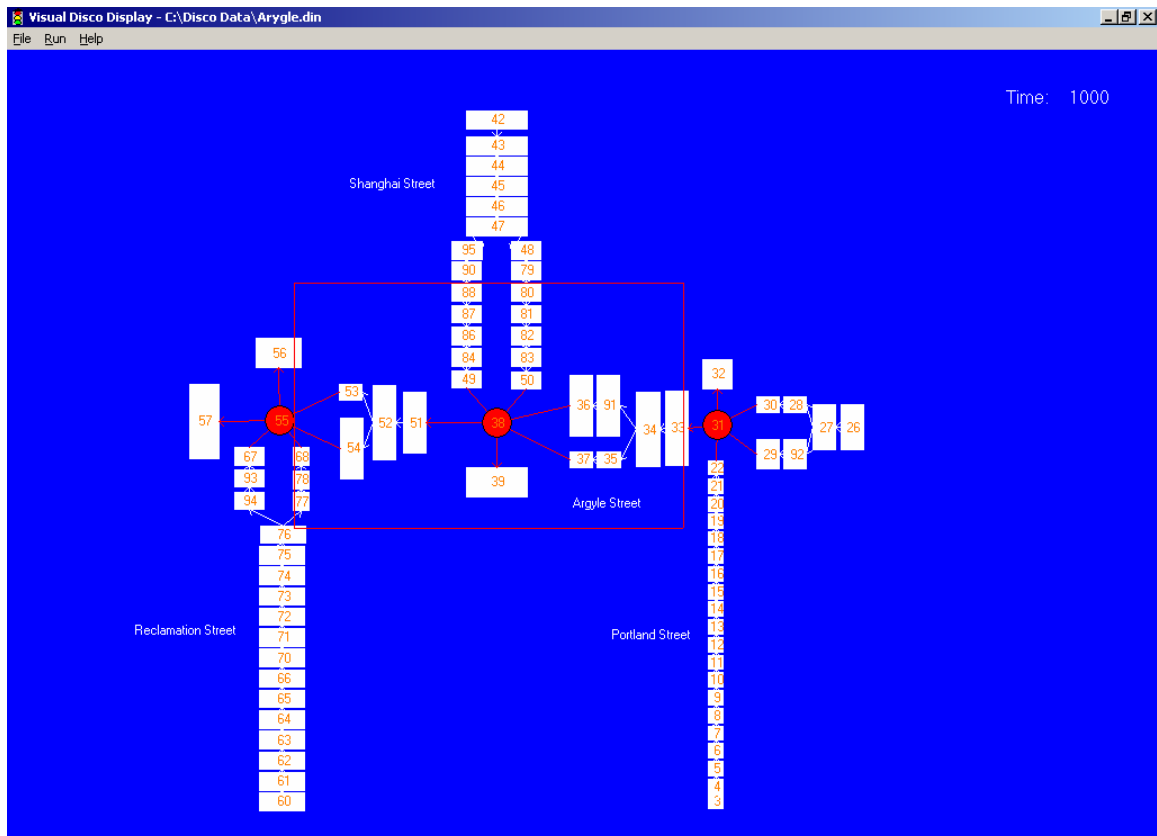 Visual Disco Display - C:\Disco Data\Arygle.din
File Run Help
Time: 1000
42
43
Shanghai Street
44
45
46
47
95 48
90 79
88 80
87 81
86 82
84 83
49 50
56
32
57 53 52 51 36 91 34 33 30 28 27 26
55 38 31
54
67 68 37 35 29 92
93 78 39 22
94 77 21
Argyle Street
20
76 19
75 18
74 17
73 16
72 15
71 14
Reclamation Street
Portland Street
13
70 12
66 11
65 10
64 9
63 8
62 7
61 6
60 5
4
3